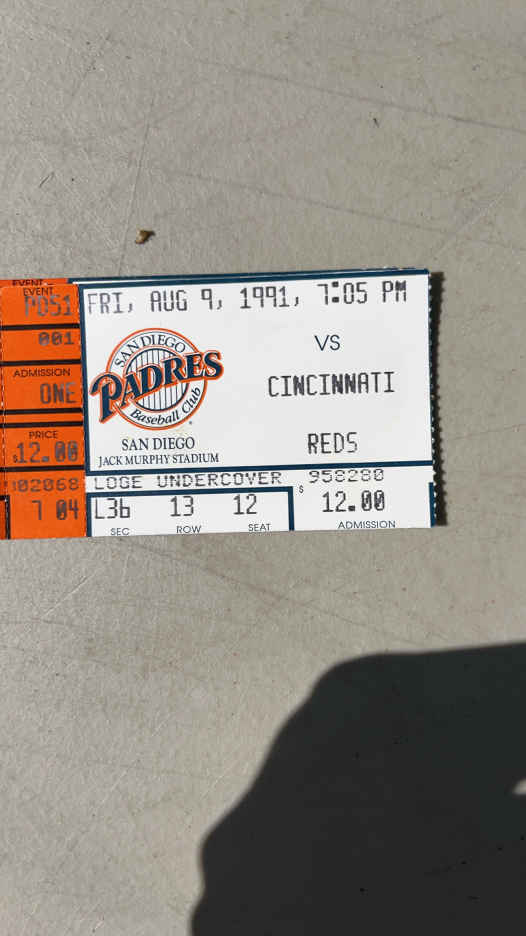 EVENT
EVENT
PDS1
001
ADMISSION
ONE
PRICE
$12.00
102068
7 04
FRI, AUG 9, 1991, 7:05 PM
SAN DIEGO
PADRES
Baseball Club
SAN DIEGO
JACK MURPHY STADIUM
VS
CINCINNATI
REDS
LOGE UNDERCOVER 958280
L36 13 12 $ 12.00
SEC ROW SEAT ADMISSION